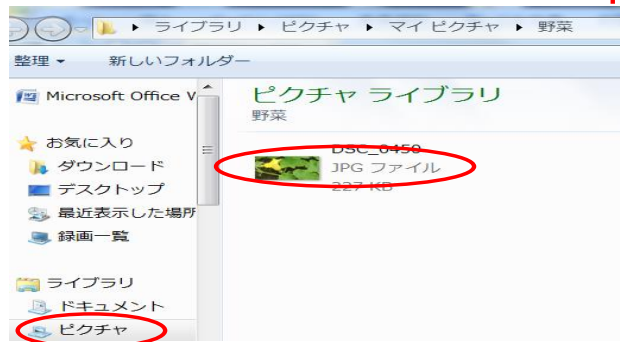 ライブラリ ▸ ピクチャ ▸ マイ ピクチャ ▸ 野菜
整理 新しいフォルダー
Microsoft Office V
お気に入り
ダウンロード
デスクトップ
最近表示した場所
録画一覧
ライブラリ
ドキュメント
ピクチャ
ピクチャ ライブラリ
野菜
DSC_0450
JPG ファイル
227 KB